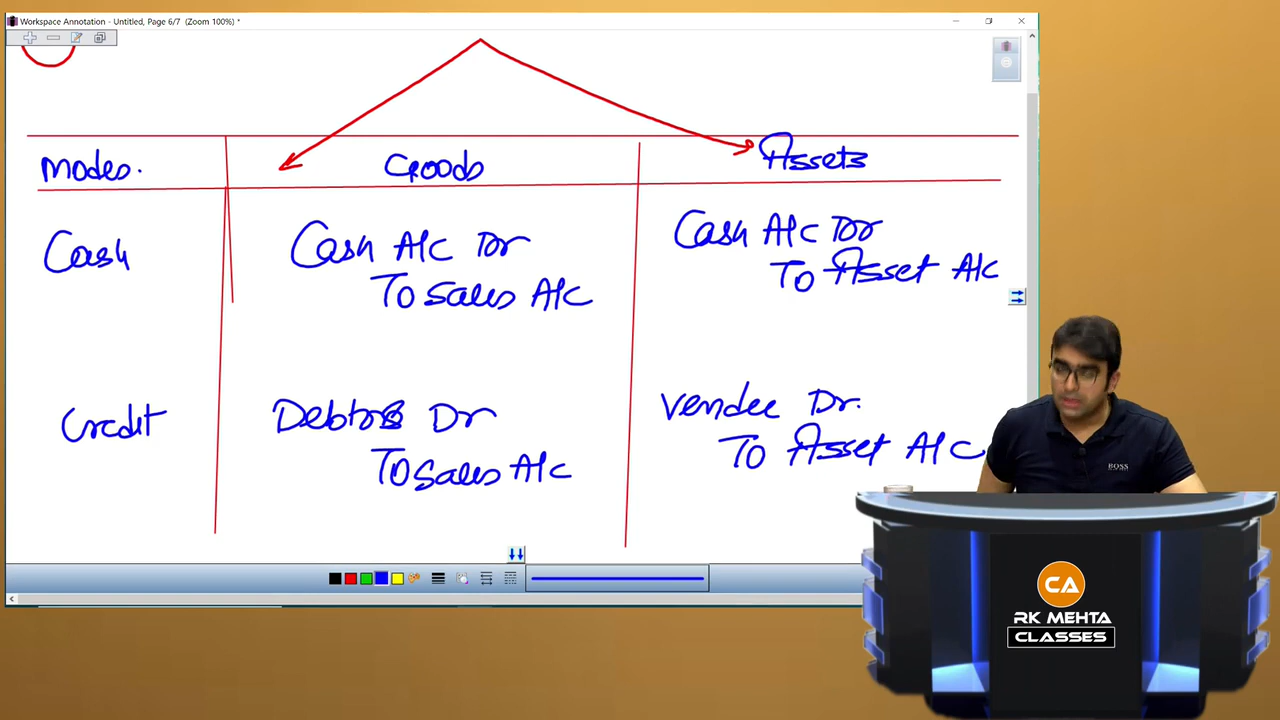 Workspace Annotation - Untitled, Page 6/7 (Zoom 100%) *
Modes. Goods Assets
Cash Cash A/c Dr Cash A/c Dr
To Sales A/c To Asset A/c
Credit Debtors Dr Vendee Dr.
To Sales A/c To Asset A/c
BOSS
CA
RK MEHTA
CLASSES